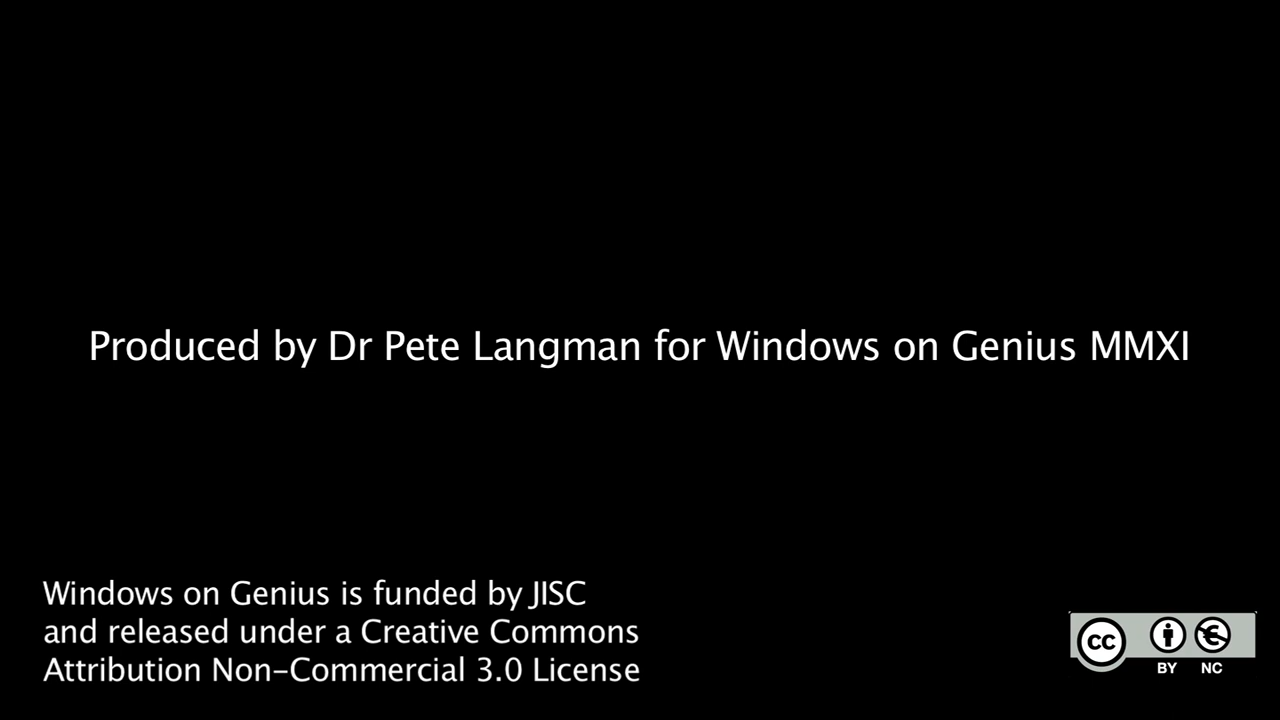 Produced by Dr Pete Langman for Windows on Genius MMXI
Windows on Genius is funded by JISC
and released under a Creative Commons
Attribution Non-Commercial 3.0 License
cc
BY NC